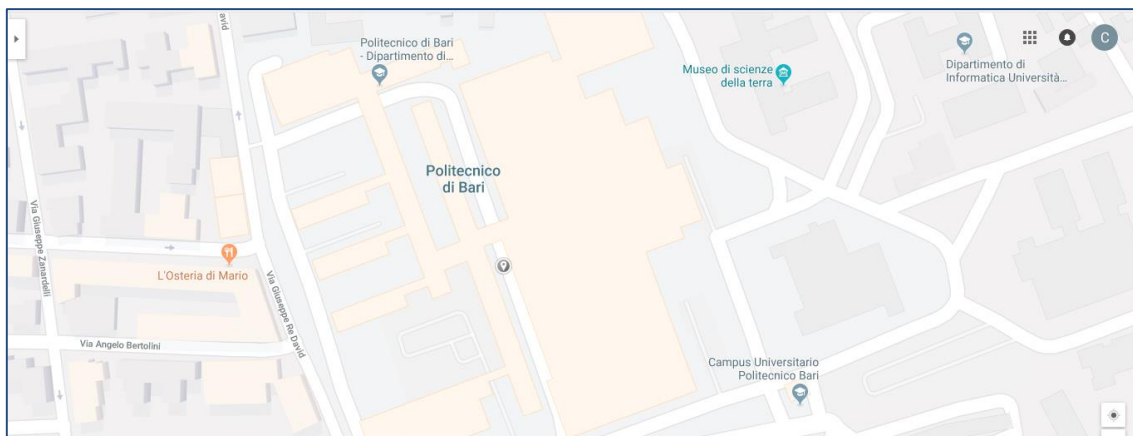 avid
Politecnico di Bari
- Dipartimento di...
Museo di scienze
della terra
Dipartimento di
Informatica Università...
C
Politecnico
di Bari
Via Giuseppe Zanardelli
L'Osteria di Mario
Via Giuseppe Re David
Via Angelo Bertolini
Campus Universitario
Politecnico Bari